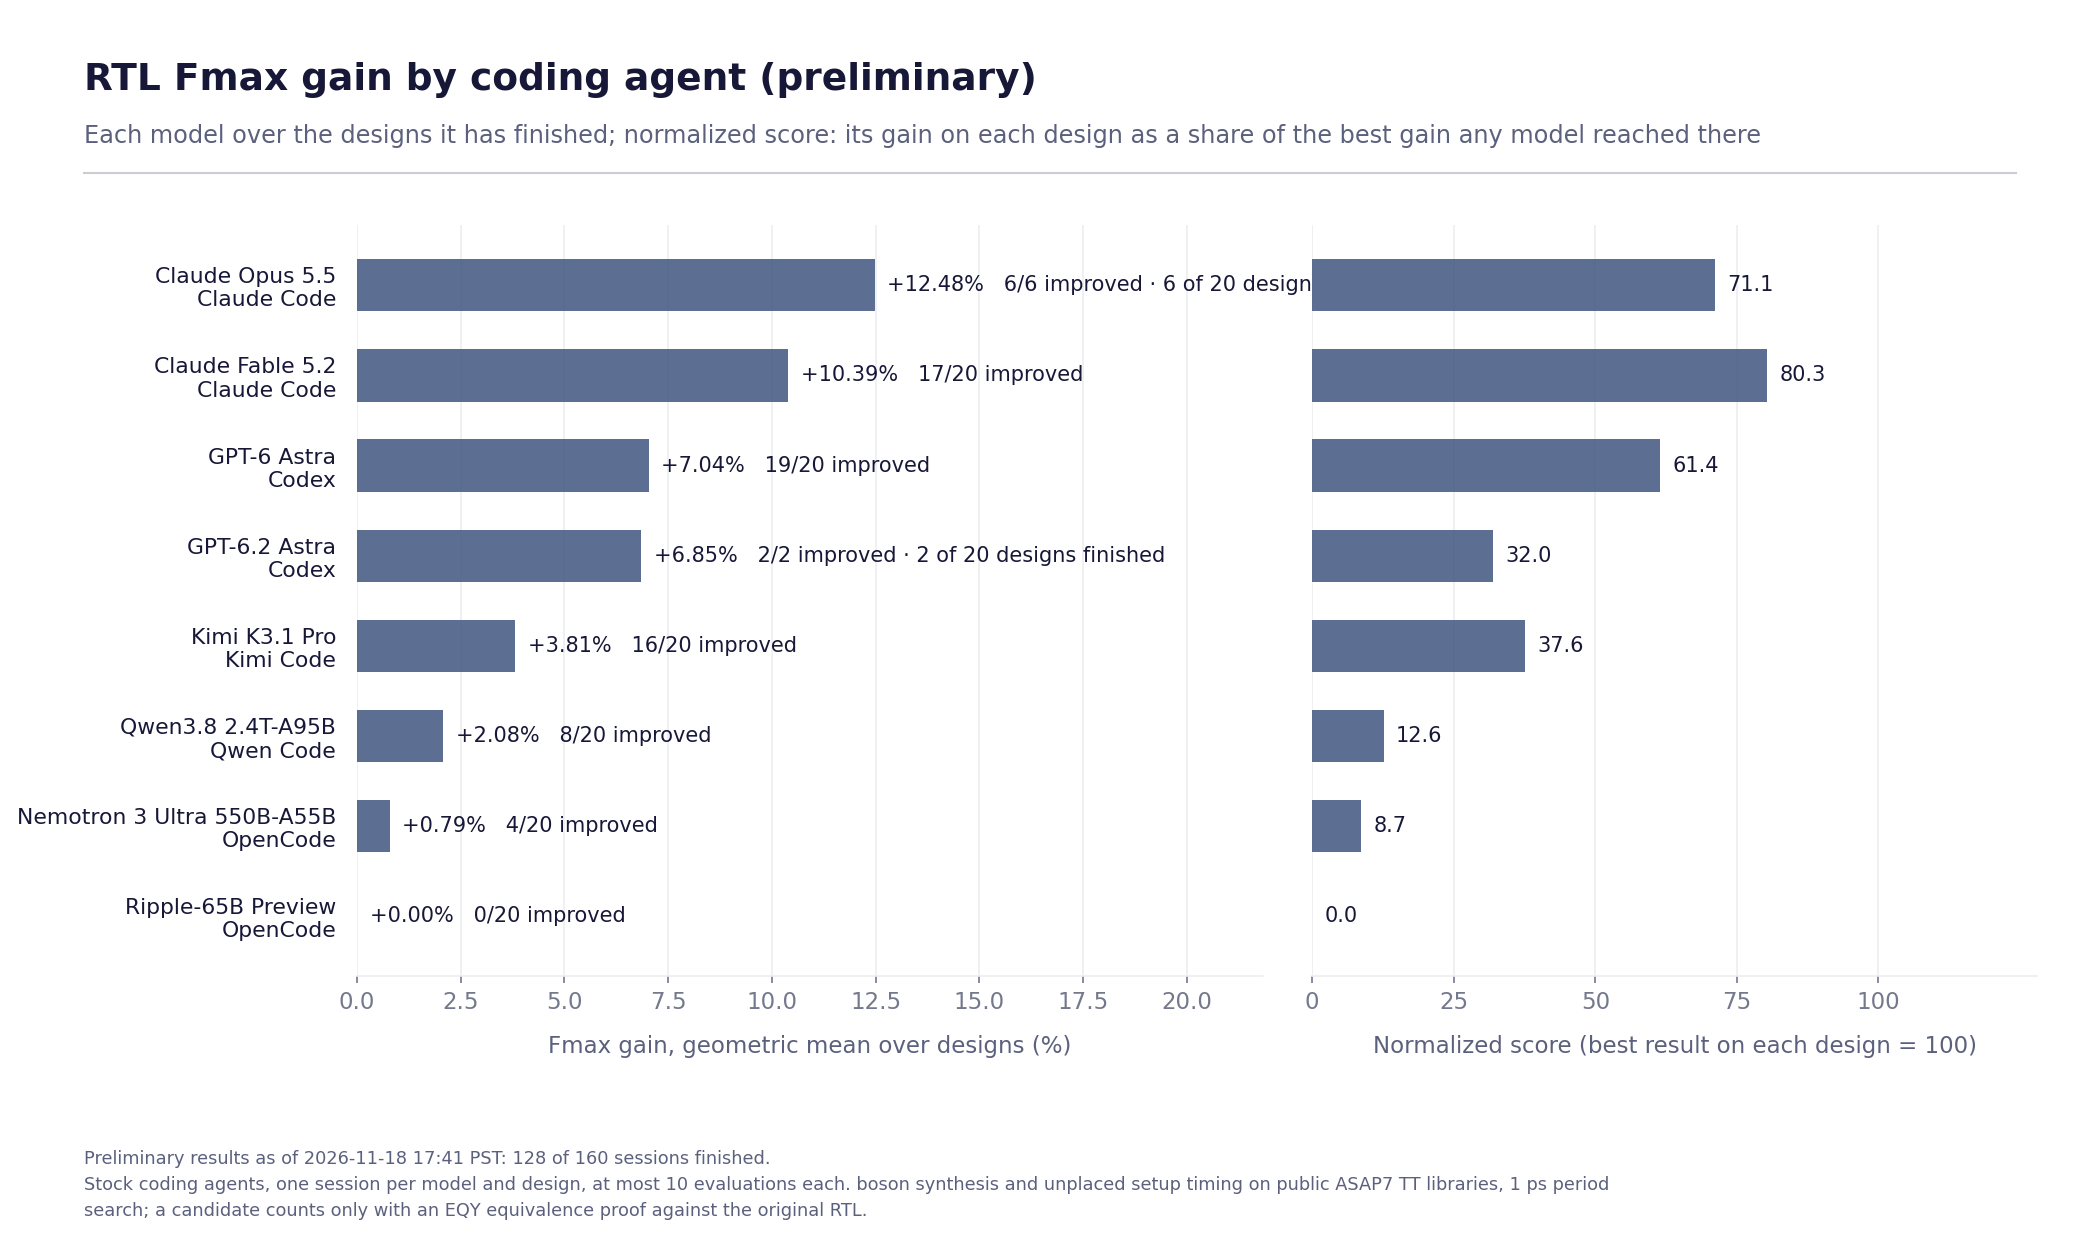 RTL Fmax gain by coding agent (preliminary)
Each model over the designs it has finished; normalized score: its gain on each design as a share of the best gain any model reached there
Claude Opus 5.5
Claude Code
+12.48% 6/6 improved · 6 of 20 design
71.1
Claude Fable 5.2
Claude Code
+10.39% 17/20 improved
80.3
GPT-6 Astra
Codex
+7.04% 19/20 improved
61.4
GPT-6.2 Astra
Codex
+6.85% 2/2 improved · 2 of 20 designs finished
32.0
Kimi K3.1 Pro
Kimi Code
+3.81% 16/20 improved
37.6
Qwen3.8 2.4T-A95B
Qwen Code
+2.08% 8/20 improved
12.6
Nemotron 3 Ultra 550B-A55B
OpenCode
+0.79% 4/20 improved
8.7
Ripple-65B Preview
OpenCode
+0.00% 0/20 improved
0.0
0.0 2.5 5.0 7.5 10.0 12.5 15.0 17.5 20.0
0 25 50 75 100
Fmax gain, geometric mean over designs (%)
Normalized score (best result on each design = 100)
Preliminary results as of 2026-11-18 17:41 PST: 128 of 160 sessions finished.
Stock coding agents, one session per model and design, at most 10 evaluations each. boson synthesis and unplaced setup timing on public ASAP7 TT libraries, 1 ps period
search; a candidate counts only with an EQY equivalence proof against the original RTL.